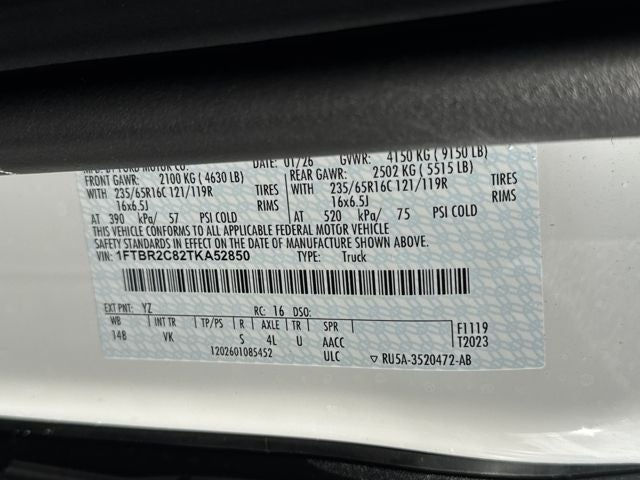 MFD. BY FORD MOTOR CO.
DATE: 01/26 GVWR: 4150 KG ( 9150 LB)
FRONT GAWR: 2100 KG ( 4630 LB) REAR GAWR: 2502 KG ( 5515 LB)
WITH 235/65R16C 121/119R TIRES WITH 235/65R16C 121/119R TIRES
16x6.5J RIMS 16x6.5J RIMS
AT 390 kPa/ 57 PSI COLD AT 520 kPa/ 75 PSI COLD
THIS VEHICLE CONFORMS TO ALL APPLICABLE FEDERAL MOTOR VEHICLE
SAFETY STANDARDS IN EFFECT ON THE DATE OF MANUFACTURE SHOWN ABOVE.
VIN: 1FTBR2C82TKA52850 TYPE: Truck
EXT PNT: YZ RC: 16 DSO:
WB INT TR TP/PS R AXLE TR SPR F1119
148 VK S 4L U AACC T2023
1202601085452 ULC ▽ RU5A-3520472-AB